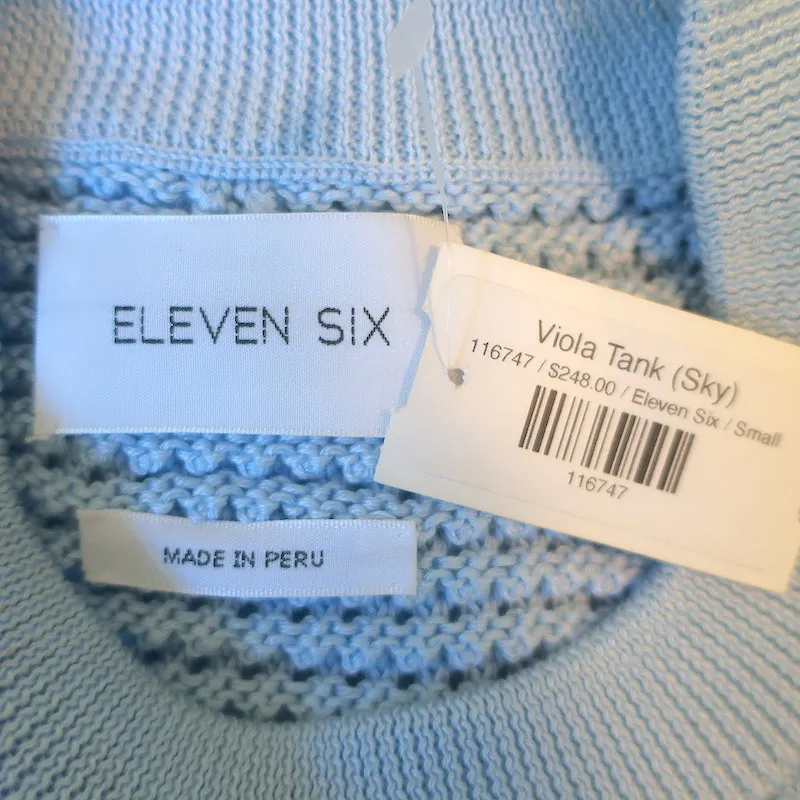 ELEVEN SIX
MADE IN PERU
Viola Tank (Sky)
116747 / $248.00 / Eleven Six / Small
116747